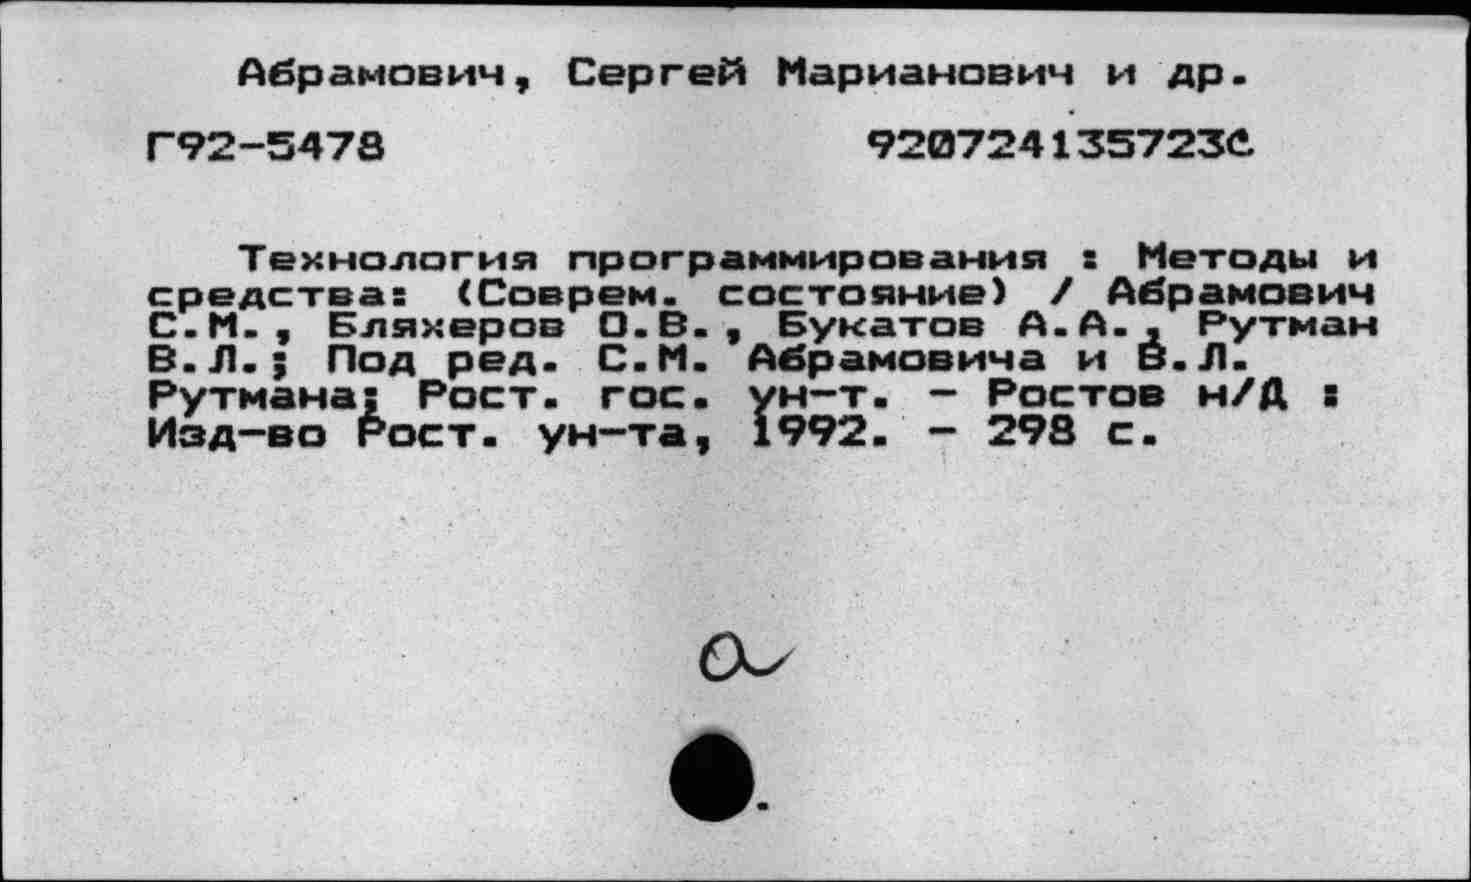 Абрамович, Сергей Марианович и др.
Г92-5478 920724135723С
Технология программирования : Методы и
средства: (Соврем. состояние) / Абрамович
С.М., Бляхеров О.В., Букатов А.А., Рутман
В.Л.; Под ред. С.М. Абрамовича и В.Л.
Рутмана; Рост. гос. ун-т. - Ростов н/Д :
Изд-во Рост. ун-та, 1992. - 298 с.